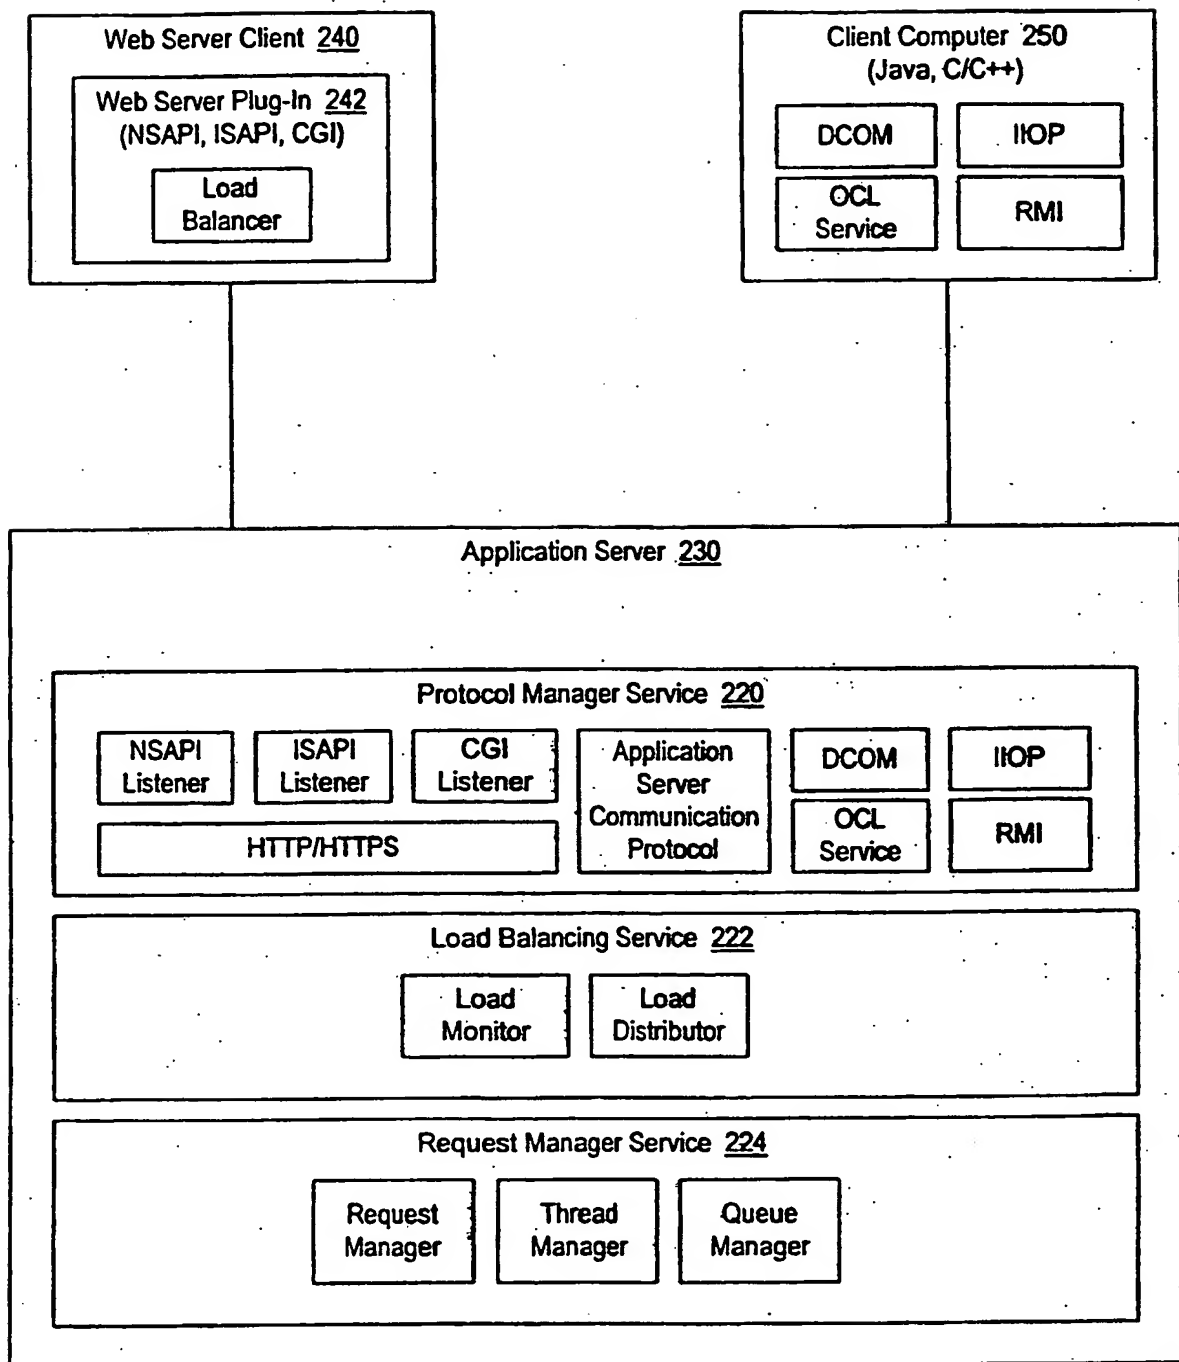 Web Server Client 240
Web Server Plug-In 242
(NSAPI, ISAPI, CGI)
Load
Balancer
Client Computer 250
(Java, C/C++)
DCOM
IIOP
OCL
Service
RMI
Application Server 230
Protocol Manager Service 220
NSAPI
Listener
ISAPI
Listener
CGI
Listener
HTTP/HTTPS
Application
Server
Communication
Protocol
DCOM
IIOP
OCL
Service
RMI
Load Balancing Service 222
Load
Monitor
Load
Distributor
Request Manager Service 224
Request
Manager
Thread
Manager
Queue
Manager